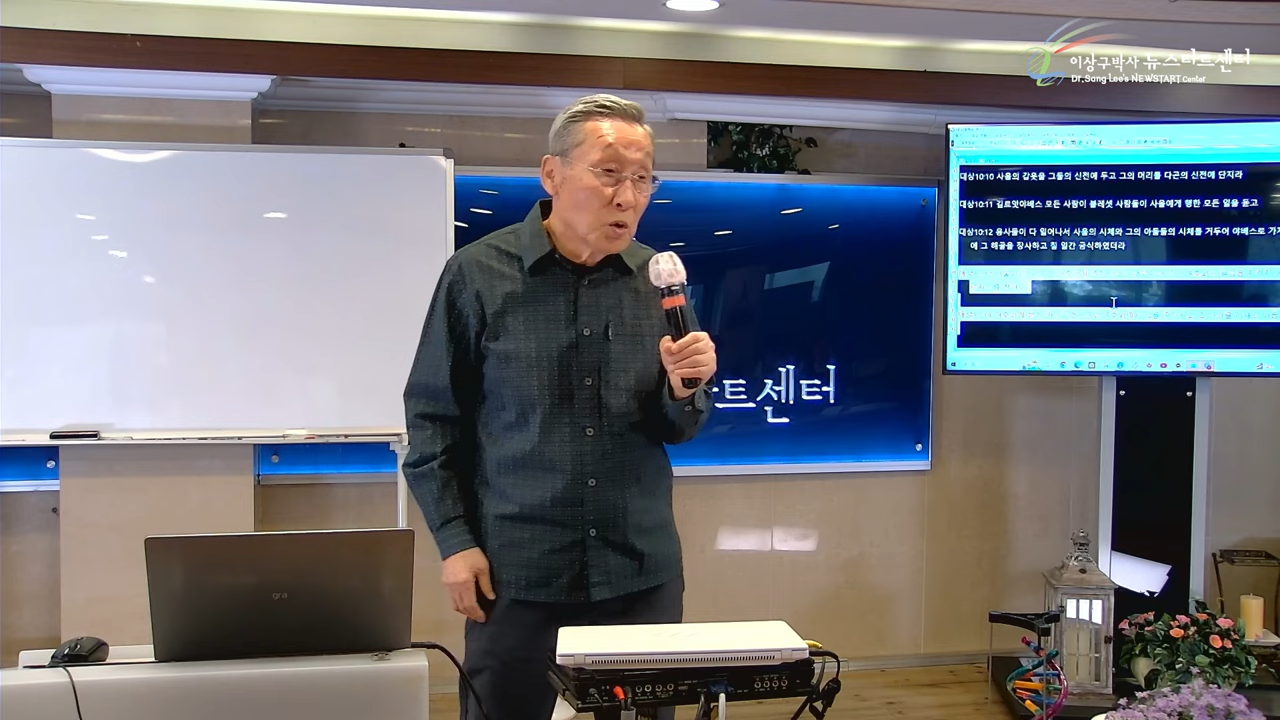 이상구박사 뉴스타트센터
Dr. Sang Lee's NEWSTART Center
대상10:10 사울의 갑옷을 그들의 신전에 두고 그의 머리를 다곤의 신전에 단지라
대상10:11 길르앗야베스 모든 사람이 블레셋 사람들이 사울에게 행한 모든 일을 듣고
대상10:12 용사들이 다 일어나서 사울의 시체와 그의 아들들의 시체를 거두어 야베스로 가져
에 그 해골을 장사하고 칠 일간 금식하였더라
트센터
gra